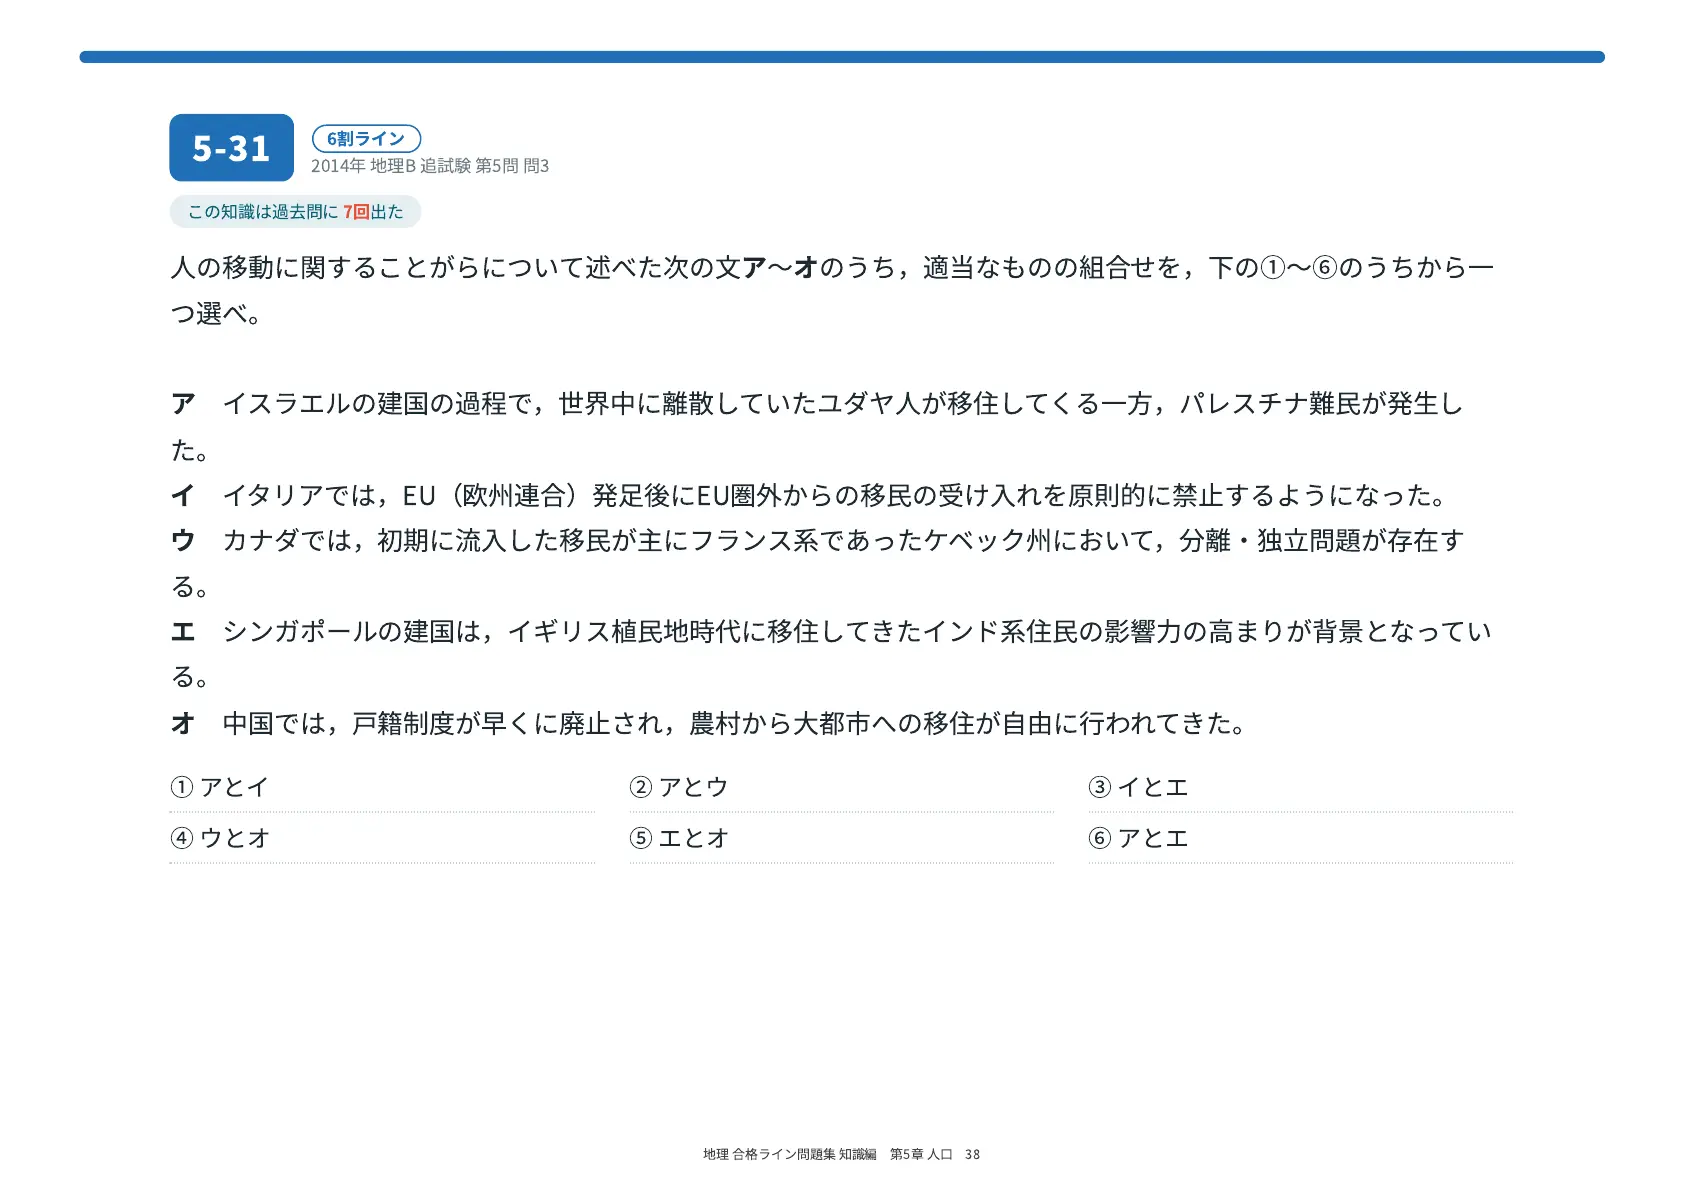 5-31
6割ライン
2014年 地理B 追試験 第5問 問3
この知識は過去問に 7回出た
人の移動に関することがらについて述べた次の文ア～オのうち，適当なものの組合せを，下の①～⑥のうちから一
つ選べ。
ア　イスラエルの建国の過程で，世界中に離散していたユダヤ人が移住してくる一方，パレスチナ難民が発生し
た。
イ　イタリアでは，EU（欧州連合）発足後にEU圏外からの移民の受け入れを原則的に禁止するようになった。
ウ　カナダでは，初期に流入した移民が主にフランス系であったケベック州において，分離・独立問題が存在す
る。
エ　シンガポールの建国は，イギリス植民地時代に移住してきたインド系住民の影響力の高まりが背景となってい
る。
オ　中国では，戸籍制度が早くに廃止され，農村から大都市への移住が自由に行われてきた。
① アとイ
② アとウ
③ イとエ
④ ウとオ
⑤ エとオ
⑥ アとエ
地理 合格ライン問題集 知識編　第5章 人口　38